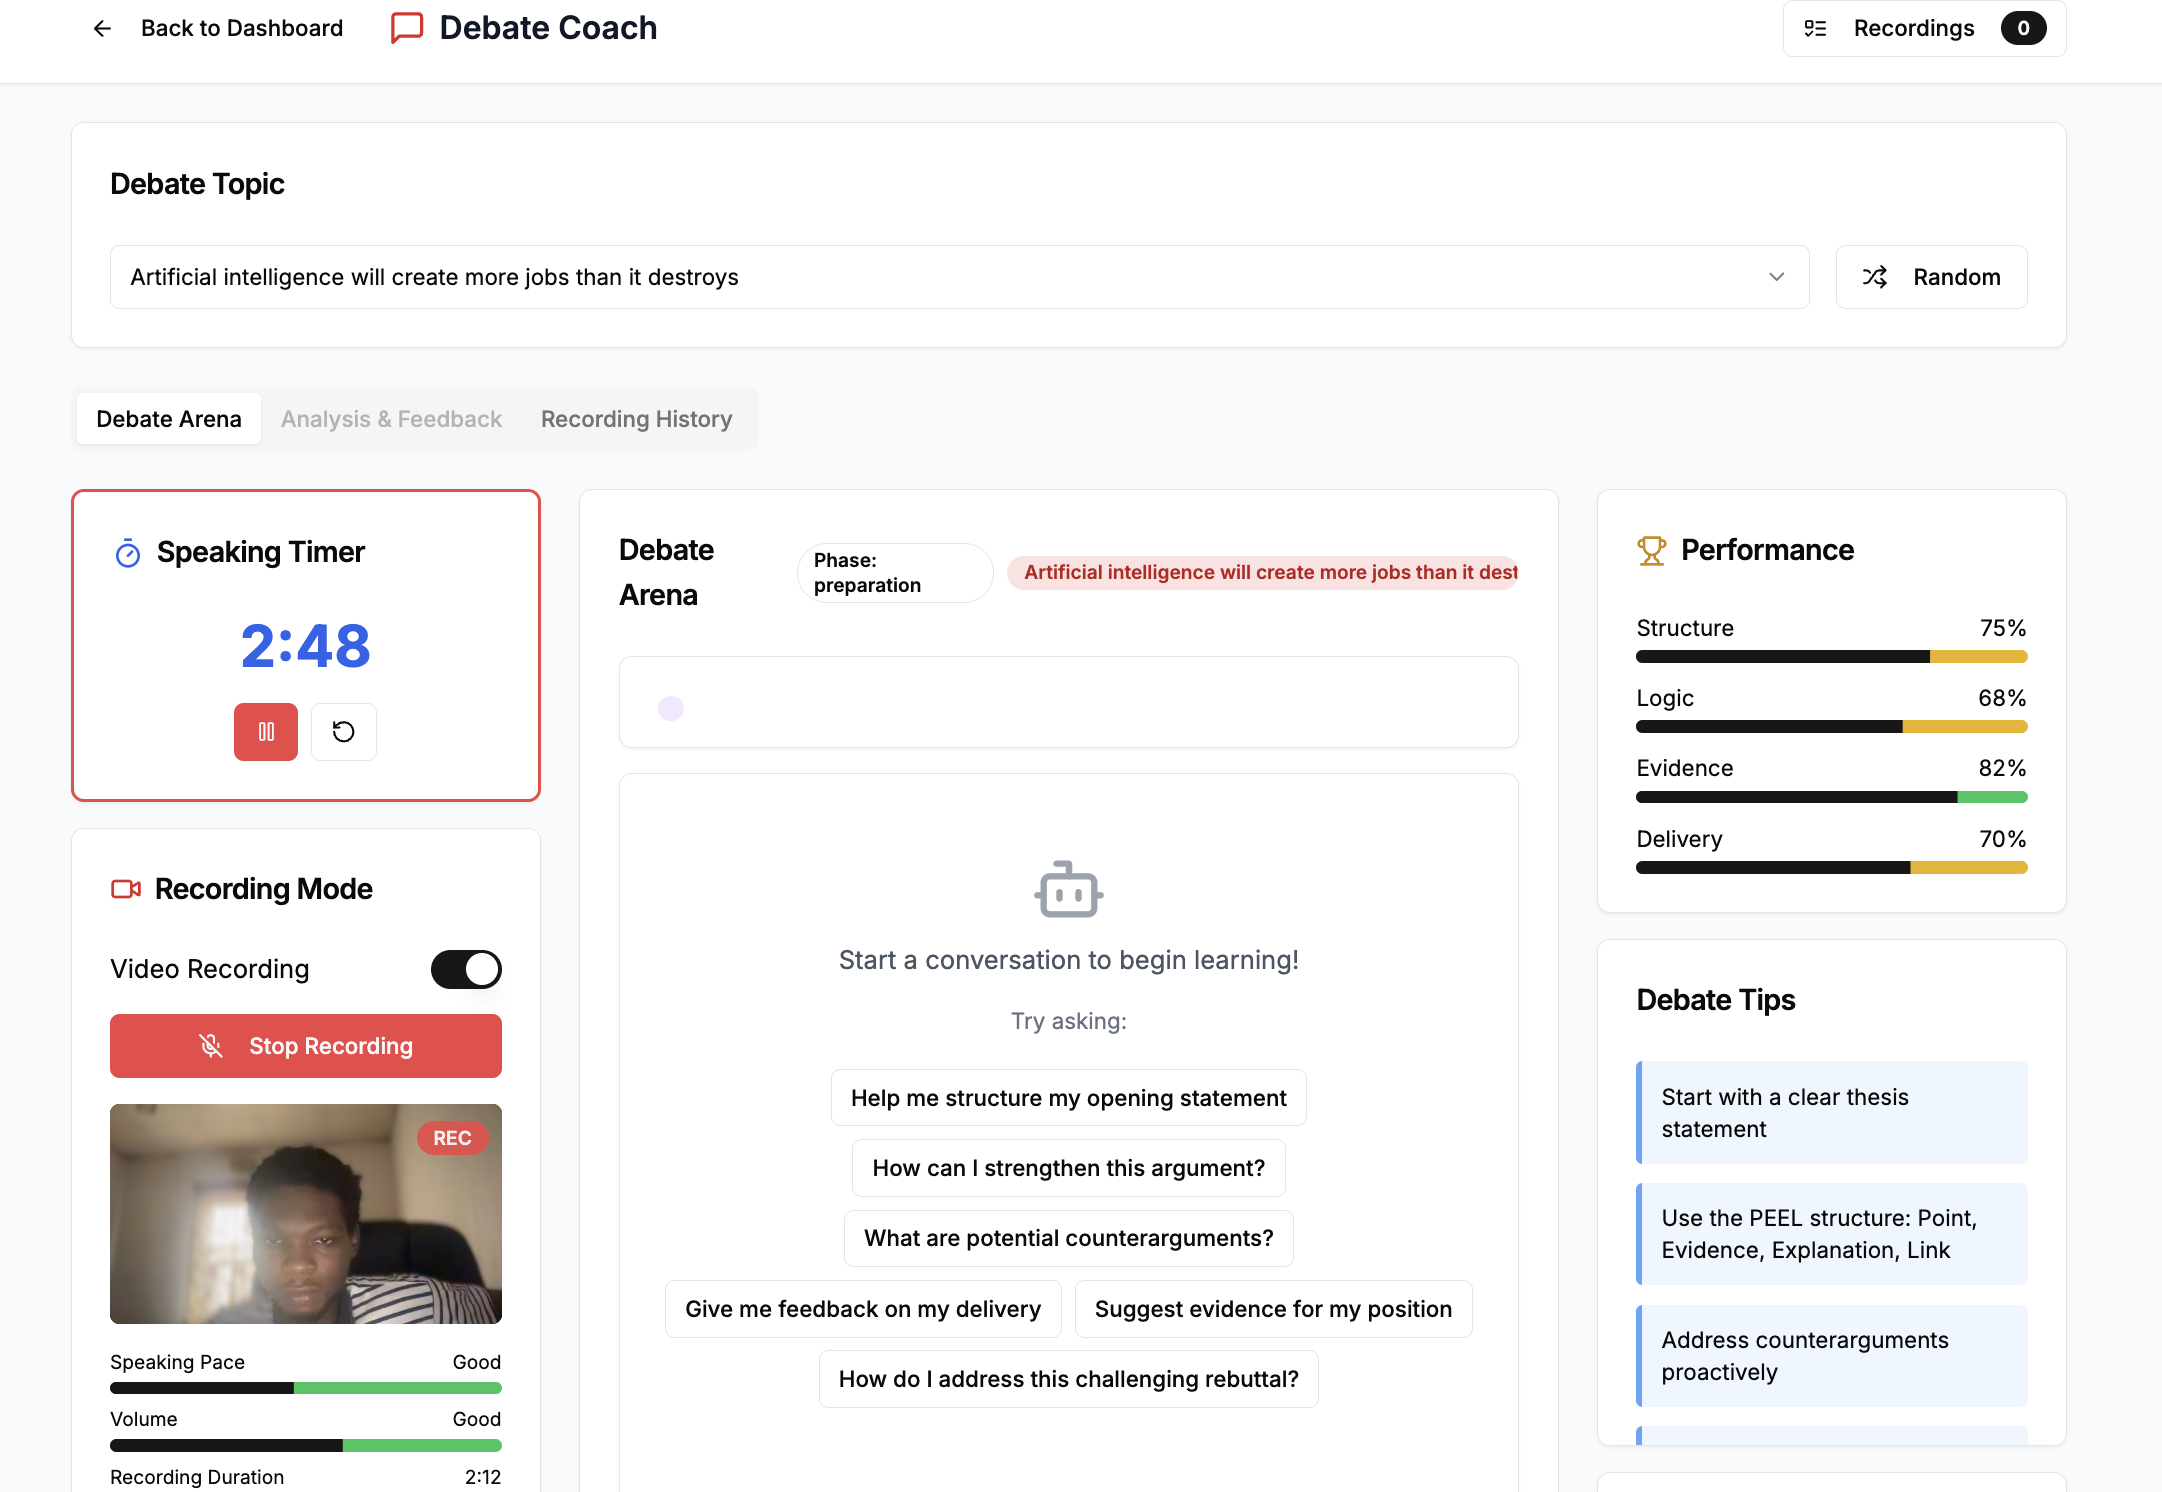 Back to Dashboard
Debate Coach
Recordings 0
Debate Topic
Artificial intelligence will create more jobs than it destroys
Random
Debate Arena
Analysis & Feedback
Recording History
Speaking Timer
2:48
Recording Mode
Video Recording
Stop Recording
REC
Speaking Pace Good
Volume Good
Recording Duration 2:12
Debate
Arena
Phase:
preparation
Artificial intelligence will create more jobs than it dest
Start a conversation to begin learning!
Try asking:
Help me structure my opening statement
How can I strengthen this argument?
What are potential counterarguments?
Give me feedback on my delivery
Suggest evidence for my position
How do I address this challenging rebuttal?
Performance
Structure 75%
Logic 68%
Evidence 82%
Delivery 70%
Debate Tips
Start with a clear thesis
statement
Use the PEEL structure: Point,
Evidence, Explanation, Link
Address counterarguments
proactively